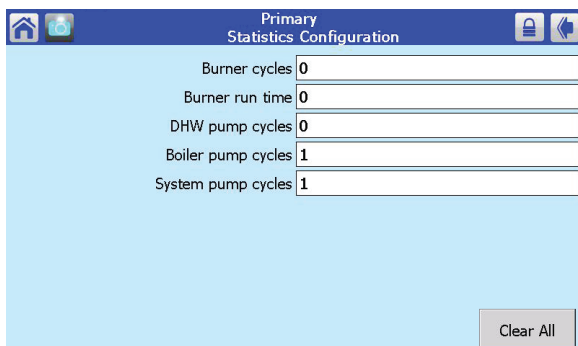 Primary
Statistics Configuration
Burner cycles 0
Burner run time 0
DHW pump cycles 0
Boiler pump cycles 1
System pump cycles 1
Clear All